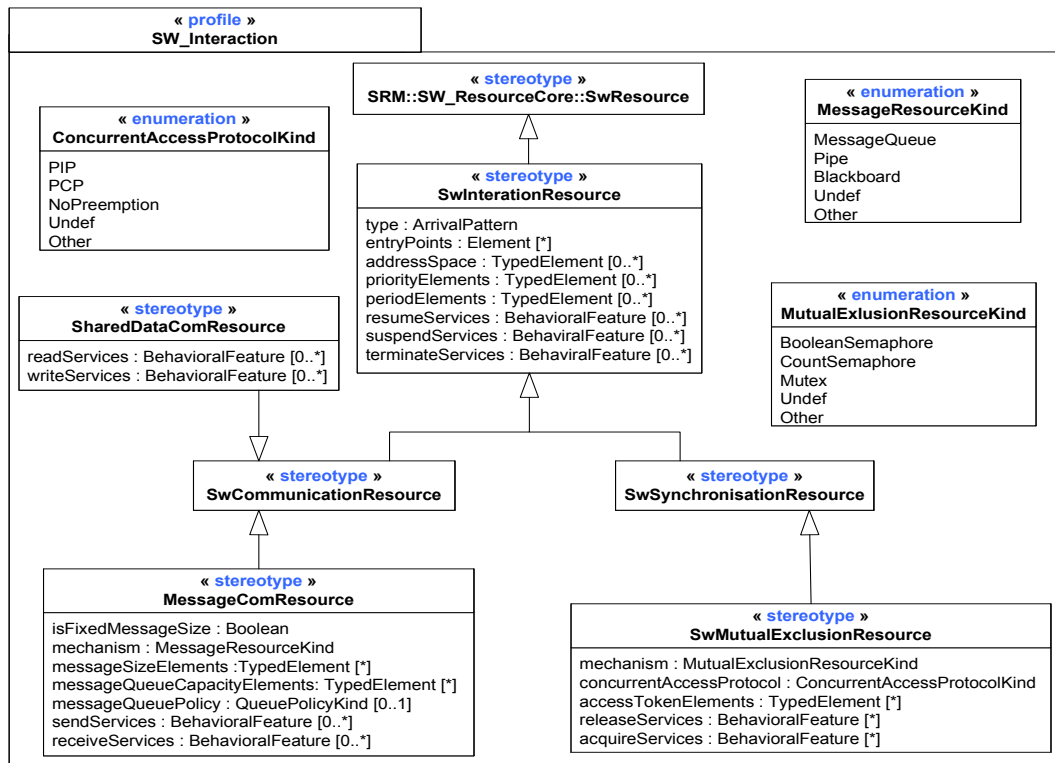 « profile »
SW_Interaction
« stereotype »
SRM::SW_ResourceCore::SwResource
« enumeration »
ConcurrentAccessProtocolKind
PIP
PCP
NoPreemption
Undef
Other
« enumeration »
MessageResourceKind
MessageQueue
Pipe
Blackboard
Undef
Other
« stereotype »
SwInterationResource
type : ArrivalPattern
entryPoints : Element [*]
addressSpace : TypedElement [0..*]
priorityElements : TypedElement [0..*]
periodElements : TypedElement [0..*]
resumeServices : BehavioralFeature [0..*]
suspendServices : BehaviralFeature [0..*]
terminateServices : BehaviralFeature [0..*]
« stereotype »
SharedDataComResource
readServices : BehavioralFeature [0..*]
writeServices : BehavioralFeature [0..*]
« enumeration »
MutualExlusionResourceKind
BooleanSemaphore
CountSemaphore
Mutex
Undef
Other
« stereotype »
SwCommunicationResource
« stereotype »
SwSynchronisationResource
« stereotype »
MessageComResource
isFixedMessageSize : Boolean
mechanism : MessageResourceKind
messageSizeElements :TypedElement [*]
messageQueueCapacityElements: TypedElement [*]
messageQueuePolicy : QueuePolicyKind [0..1]
sendServices : BehavioralFeature [0..*]
receiveServices : BehavioralFeature [0..*]
« stereotype »
SwMutualExclusionResource
mechanism : MutualExclusionResourceKind
concurrentAccessProtocol : ConcurrentAccessProtocolKind
accessTokenElements : TypedElement [*]
releaseServices : BehavioralFeature [*]
acquireServices : BehavioralFeature [*]